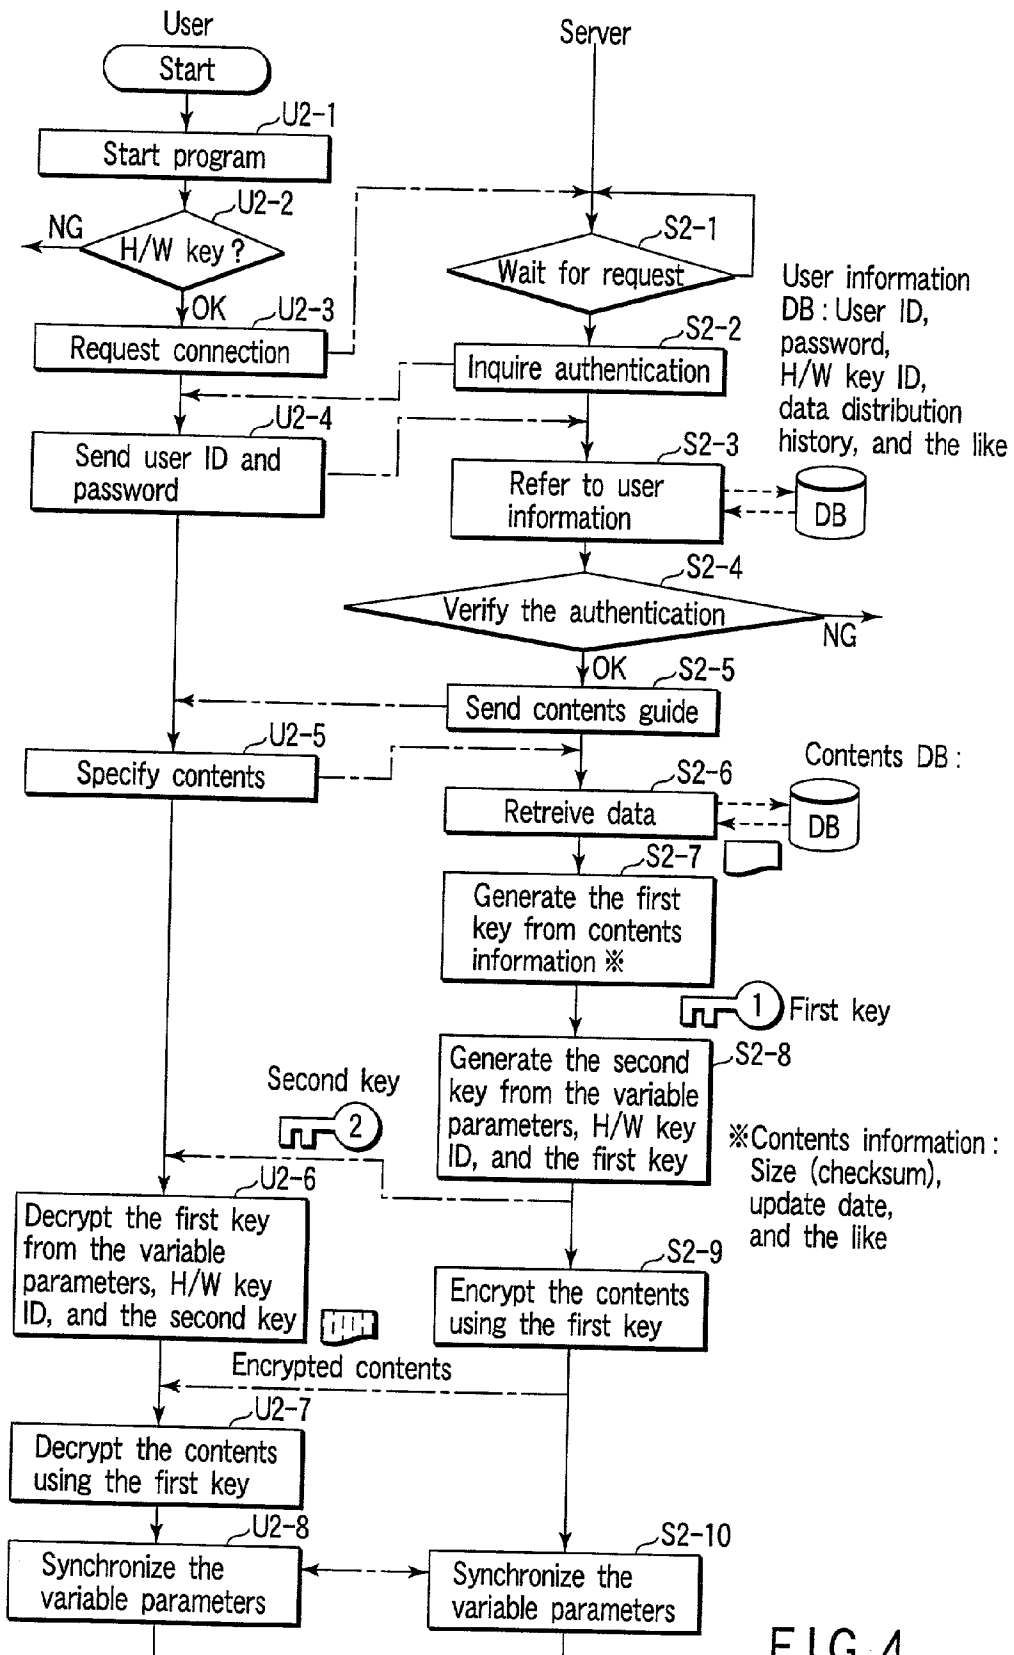 User
Server
Start
U2-1
Start program
U2-2
NG
H/W key?
S2-1
Wait for request
OK
U2-3
Request connection
User information
DB : User ID,
password,
H/W key ID,
data distribution
history, and the like
S2-2
Inquire authentication
U2-4
Send user ID and
password
S2-3
Refer to user
information
DB
S2-4
Verify the authentication
NG
OK
S2-5
Send contents guide
U2-5
Specify contents
Contents DB :
S2-6
Retreive data
DB
S2-7
Generate the first
key from contents
information ※
1
First key
S2-8
Generate the second
key from the variable
parameters, H/W key
ID, and the first key
Second key
2
※Contents information :
Size (checksum),
update date,
and the like
U2-6
Decrypt the first key
from the variable
parameters, H/W key
ID, and the second key
S2-9
Encrypt the contents
using the first key
Encrypted contents
U2-7
Decrypt the contents
using the first key
U2-8
Synchronize the
variable parameters
S2-10
Synchronize the
variable parameters
FIG. 4